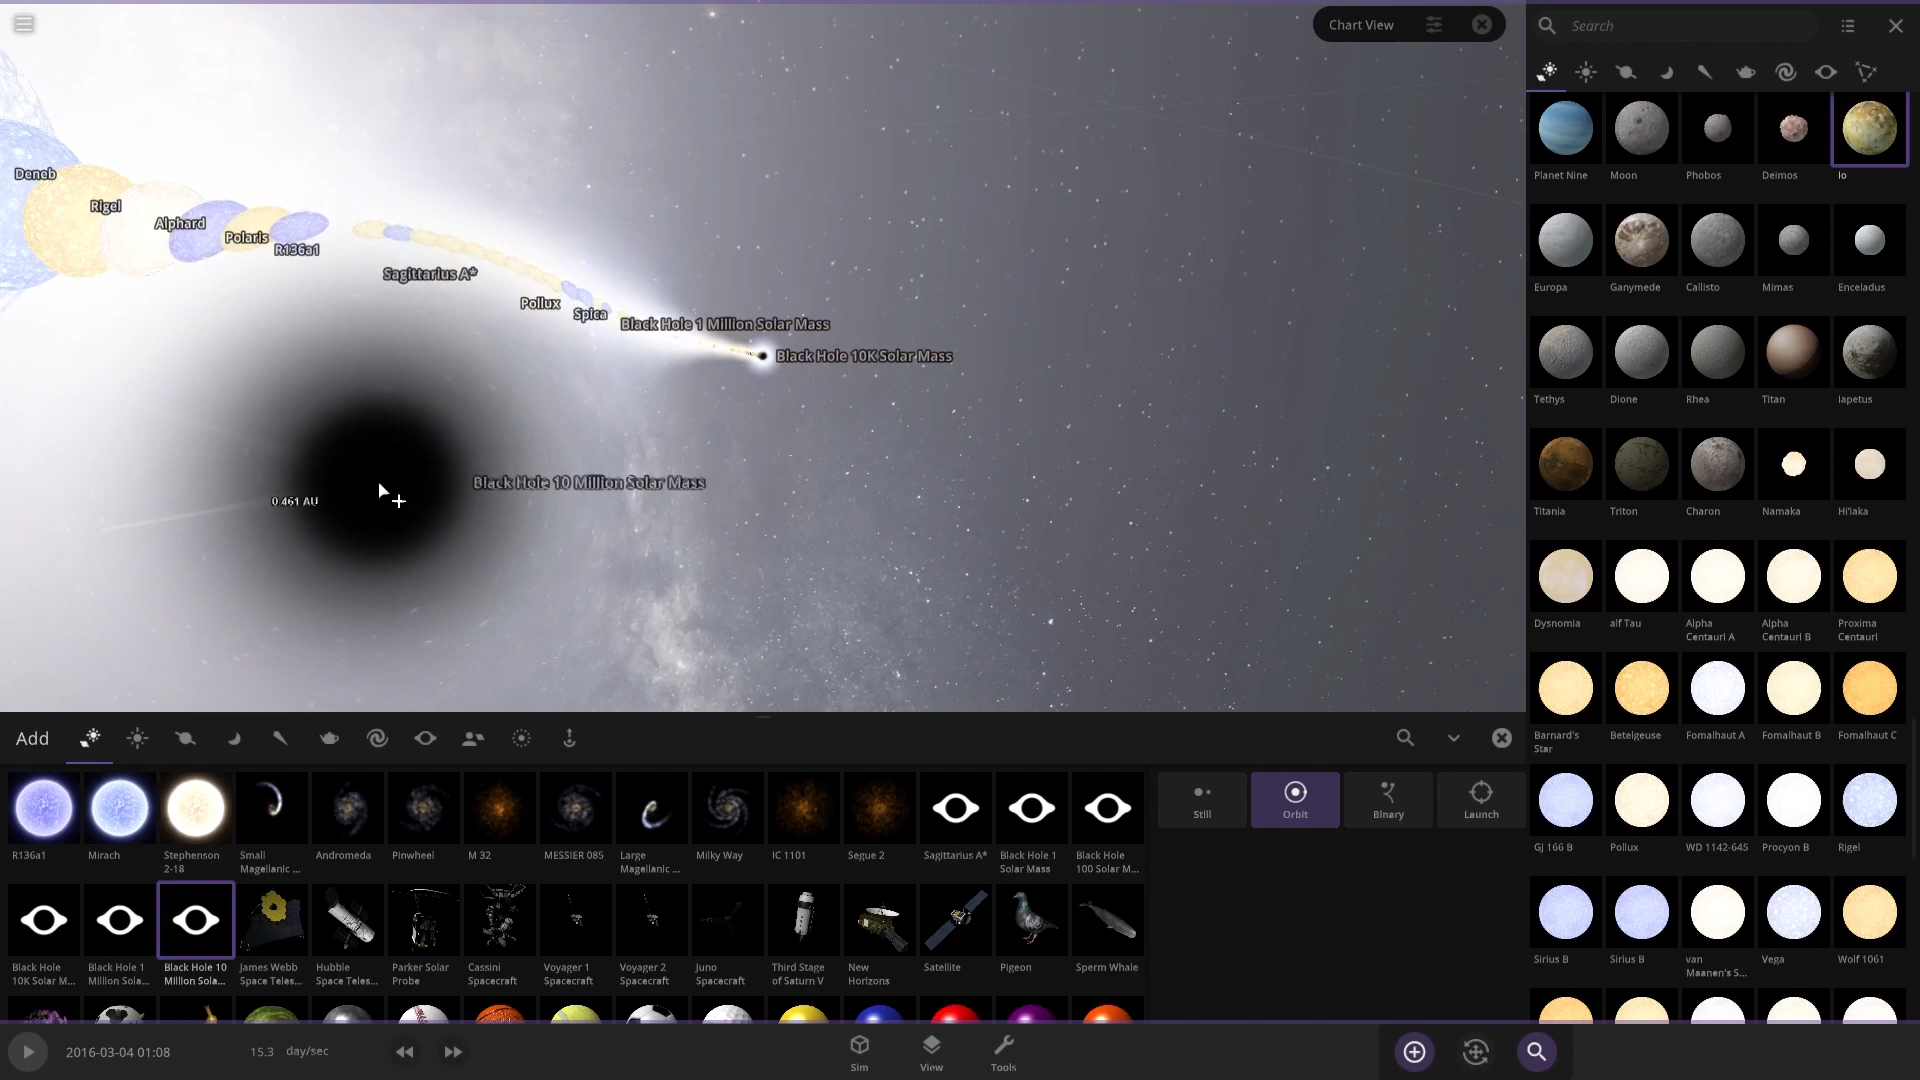 Chart View
Search
Deneb
Rigel
Alphard
Polaris
R136a1
Sagittarius A*
Pollux
Spica
Black Hole 1 Million Solar Mass
Black Hole 10K Solar Mass
Black Hole 10 Million Solar Mass
0.461 AU
Planet Nine
Moon
Phobos
Deimos
Io
Europa
Ganymede
Callisto
Mimas
Enceladus
Tethys
Dione
Rhea
Titan
Iapetus
Titania
Triton
Charon
Namaka
Hi'iaka
Dysnomia
alf Tau
Alpha
Centauri A
Alpha
Centauri B
Proxima
Centauri
Barnard's
Star
Betelgeuse
Fomalhaut A
Fomalhaut B
Fomalhaut C
GJ 166 B
Pollux
WD 1142-645
Procyon B
Rigel
Sirius B
Sirius B
van
Maanen's S...
Vega
Wolf 1061
Add
R136a1
Mirach
Stephenson
2-18
Small
Magellanic ...
Andromeda
Pinwheel
M 32
MESSIER 085
Large
Magellanic ...
Milky Way
IC 1101
Segue 2
Sagittarius A*
Black Hole 1
Solar Mass
Black Hole
100 Solar M...
Still
Orbit
Binary
Launch
Black Hole
10K Solar M...
Black Hole 1
Million Sola...
Black Hole 10
Million Sola...
James Webb
Space Teles...
Hubble
Space Teles...
Parker Solar
Probe
Cassini
Spacecraft
Voyager 1
Spacecraft
Voyager 2
Spacecraft
Juno
Spacecraft
Third Stage
of Saturn V
New
Horizons
Satellite
Pigeon
Sperm Whale
2016-03-04 01:08
15.3 day/sec
Sim
View
Tools